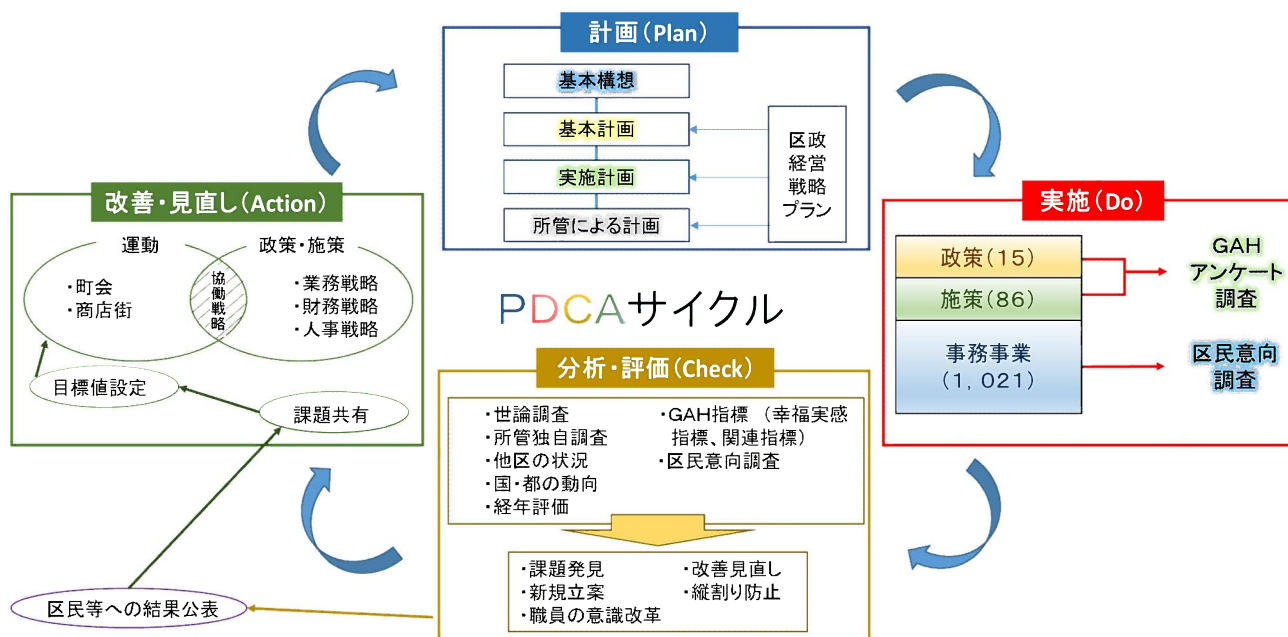 計画(Plan)
基本構想
基本計画
実施計画
所管による計画
区政
経営
戦略
プラン
実施(Do)
政策(15)
施策(86)
事務事業
(1,021)
GAH
アンケート
調査
区民意向
調査
PDCAサイクル
分析・評価(Check)
・世論調査
・所管独自調査
・他区の状況
・国・都の動向
・経年評価
・GAH指標 (幸福実感
指標、関連指標)
・区民意向調査
・課題発見
・新規立案
・職員の意識改革
・改善見直し
・縦割り防止
区民等への結果公表
改善・見直し(Action)
運動
・町会
・商店街
協働戦略
政策・施策
・業務戦略
・財務戦略
・人事戦略
目標値設定
課題共有